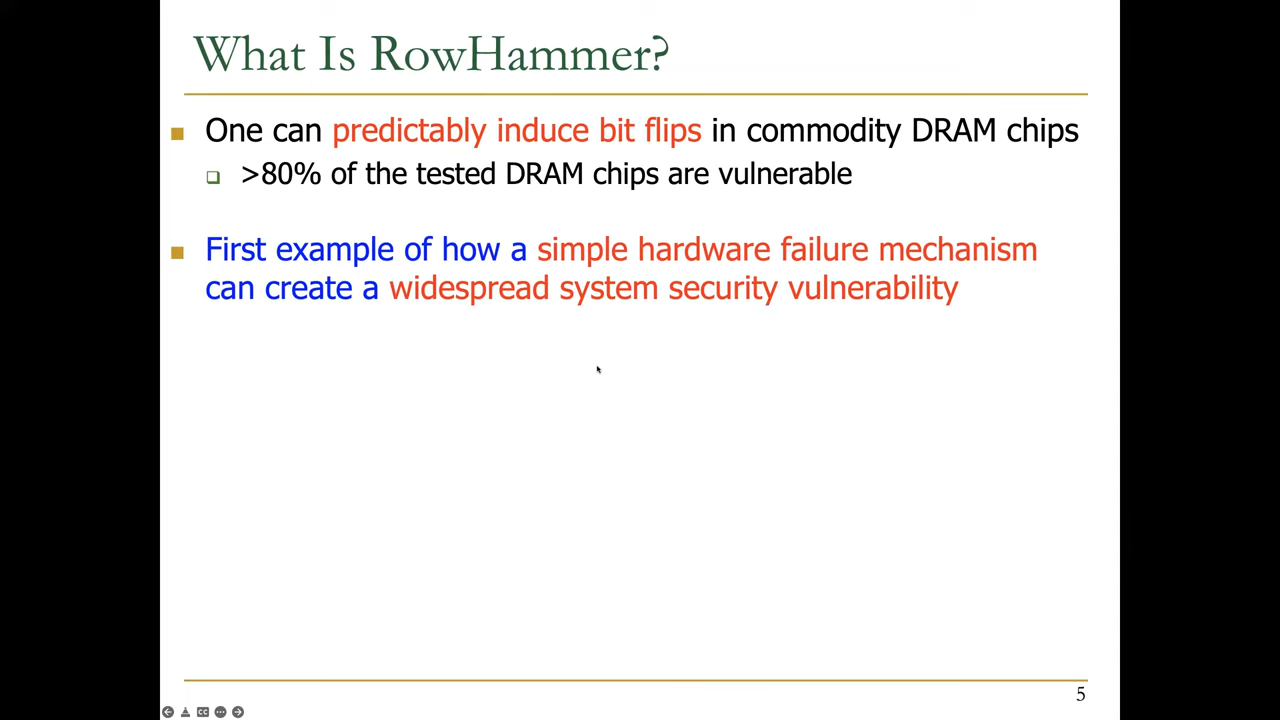 What Is RowHammer?
One can predictably induce bit flips in commodity DRAM chips
>80% of the tested DRAM chips are vulnerable
First example of how a simple hardware failure mechanism
can create a widespread system security vulnerability
5
CC